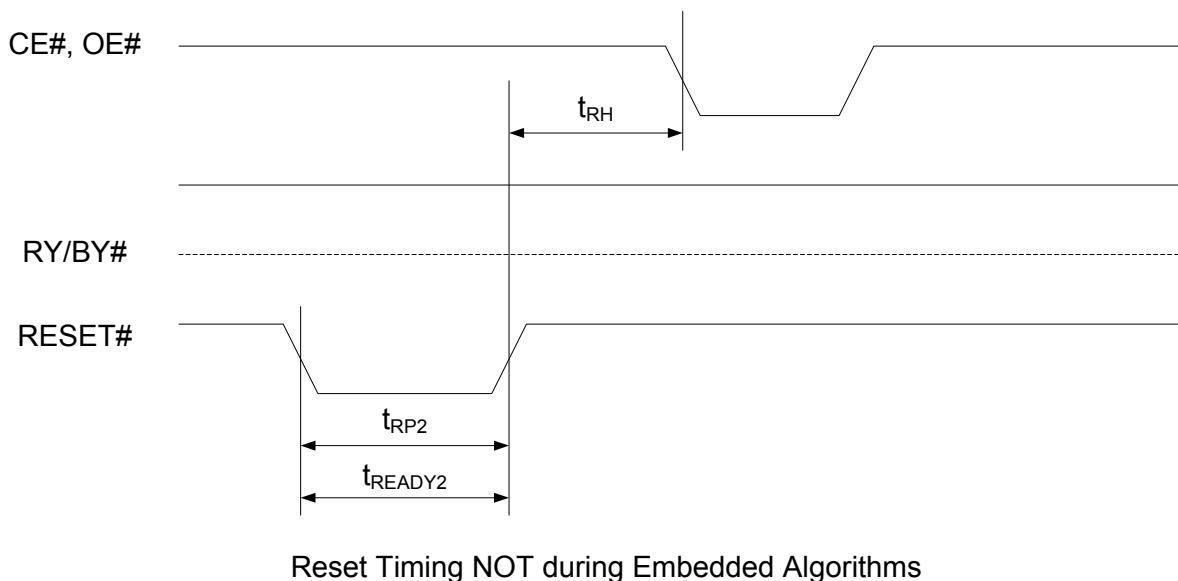 CE#, OE#
tRH
RY/BY#
RESET#
tRP2
tREADY2
Reset Timing NOT during Embedded Algorithms